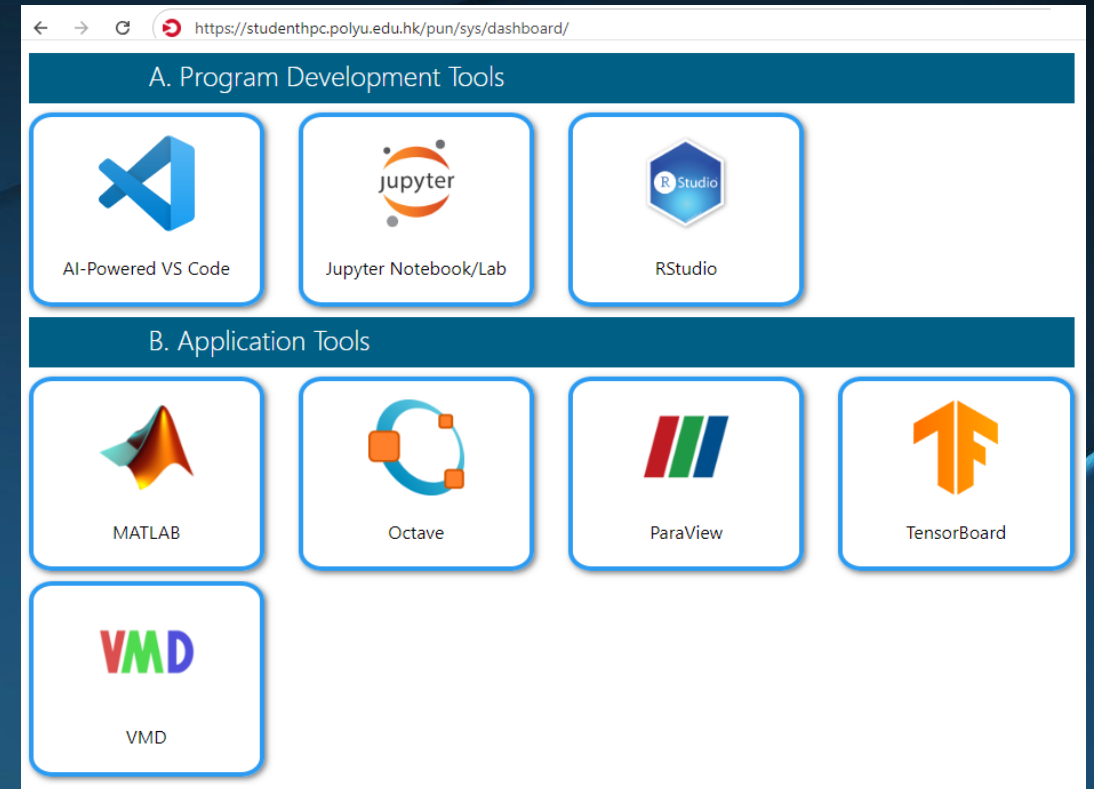 https://studenthpc.polyu.edu.hk/pun/sys/dashboard/
A. Program Development Tools
jupyter
R Studio
AI-Powered VS Code
Jupyter Notebook/Lab
RStudio
B. Application Tools
MATLAB
Octave
ParaView
TensorBoard
VMD
VMD